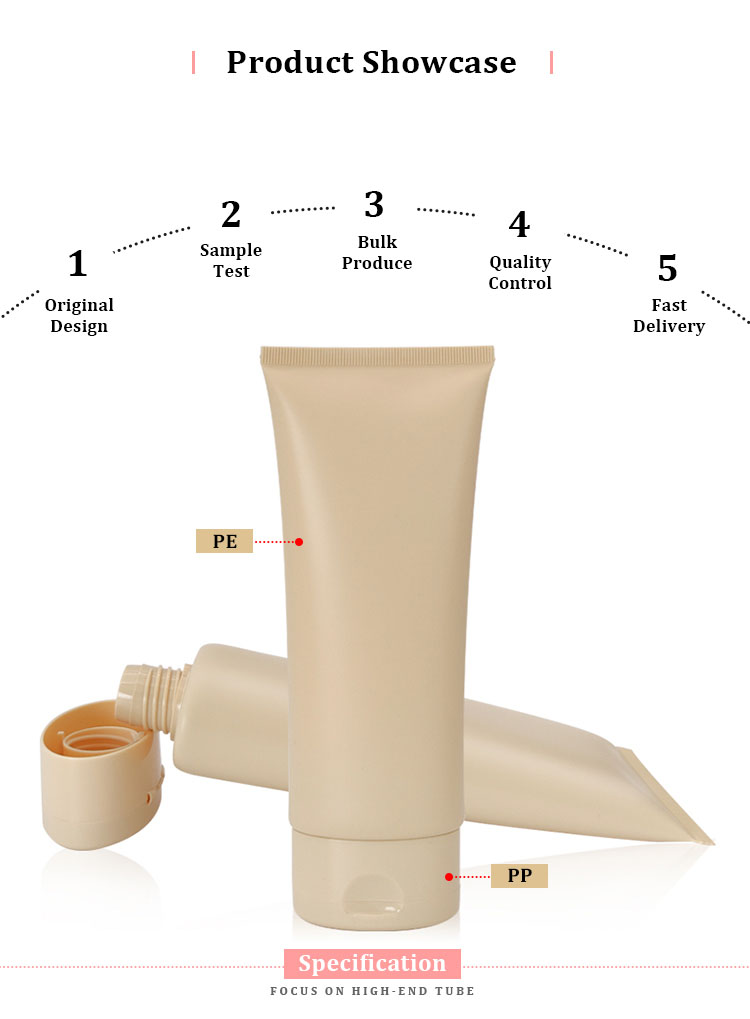 Product Showcase
1
Original
Design
2
Sample
Test
3
Bulk
Produce
4
Quality
Control
5
Fast
Delivery
PE
PP
Specification
FOCUS ON HIGH-END TUBE